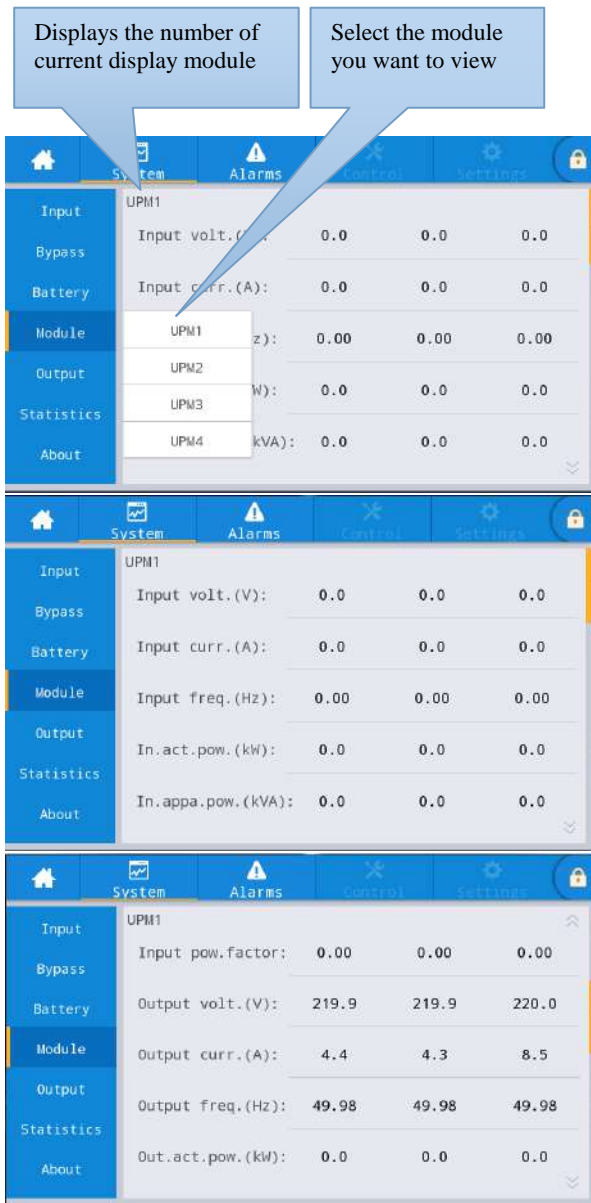 Displays the number of
current display module
Select the module
you want to view
System Alarms Control Settings
Input
Bypass
Battery
Module
Output
Statistics
About
UPM1
Input volt.( 0.0 0.0 0.0
Input curr.(A): 0.0 0.0 0.0
z): 0.00 0.00 0.00
W): 0.0 0.0 0.0
kVA): 0.0 0.0 0.0
UPM1
UPM2
UPM3
UPM4
System Alarms Control Settings
Input
Bypass
Battery
Module
Output
Statistics
About
UPM1
Input volt.(V): 0.0 0.0 0.0
Input curr.(A): 0.0 0.0 0.0
Input freq.(Hz): 0.00 0.00 0.00
In.act.pow.(kW): 0.0 0.0 0.0
In.appa.pow.(kVA): 0.0 0.0 0.0
System Alarms Control Settings
Input
Bypass
Battery
Module
Output
Statistics
About
UPM1
Input pow.factor: 0.00 0.00 0.00
Output volt.(V): 219.9 219.9 220.0
Output curr.(A): 4.4 4.3 8.5
Output freq.(Hz): 49.98 49.98 49.98
Out.act.pow.(kW): 0.0 0.0 0.0